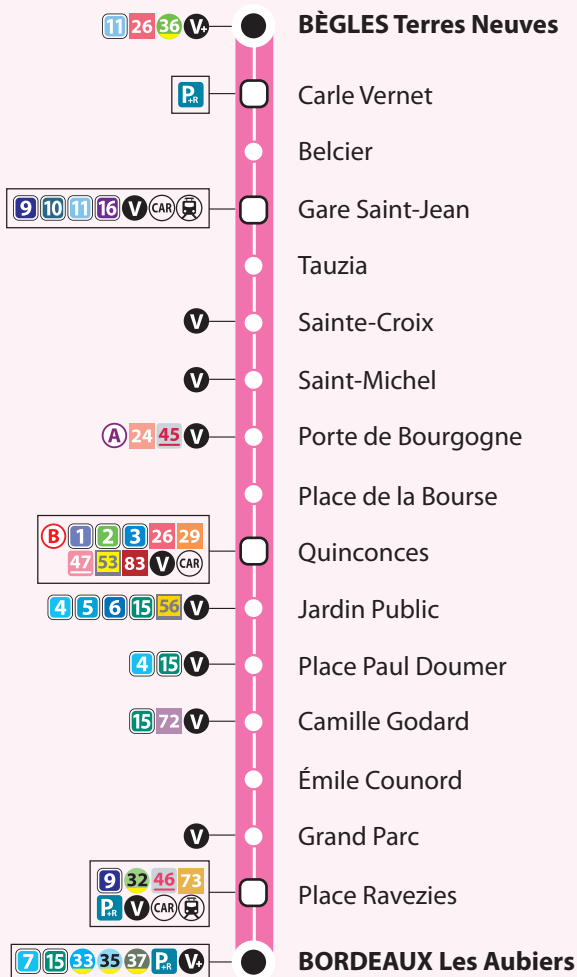 11 26 36 V+ BÈGLES Terres Neuves
P+R Carle Vernet
Belcier
9 10 11 16 V CAR Gare Saint-Jean
Tauzia
V Sainte-Croix
V Saint-Michel
A 24 45 V Porte de Bourgogne
Place de la Bourse
B 1 2 3 26 29
47 53 83 V CAR
Quinconces
4 5 6 15 56 V Jardin Public
4 15 V Place Paul Doumer
15 72 V Camille Godard
Émile Counord
V Grand Parc
9 32 46 73
P+R V CAR
Place Ravezies
7 15 33 35 37 P+R V+ BORDEAUX Les Aubiers